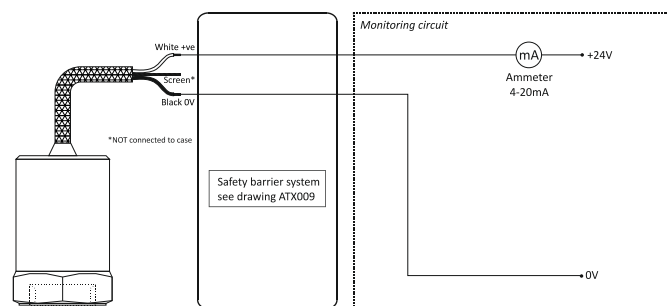 Monitoring circuit
White +ve
Screen*
Black 0V
*NOT connected to case
Safety barrier system
see drawing ATX009
mA
Ammeter
4-20mA
+24V
0V